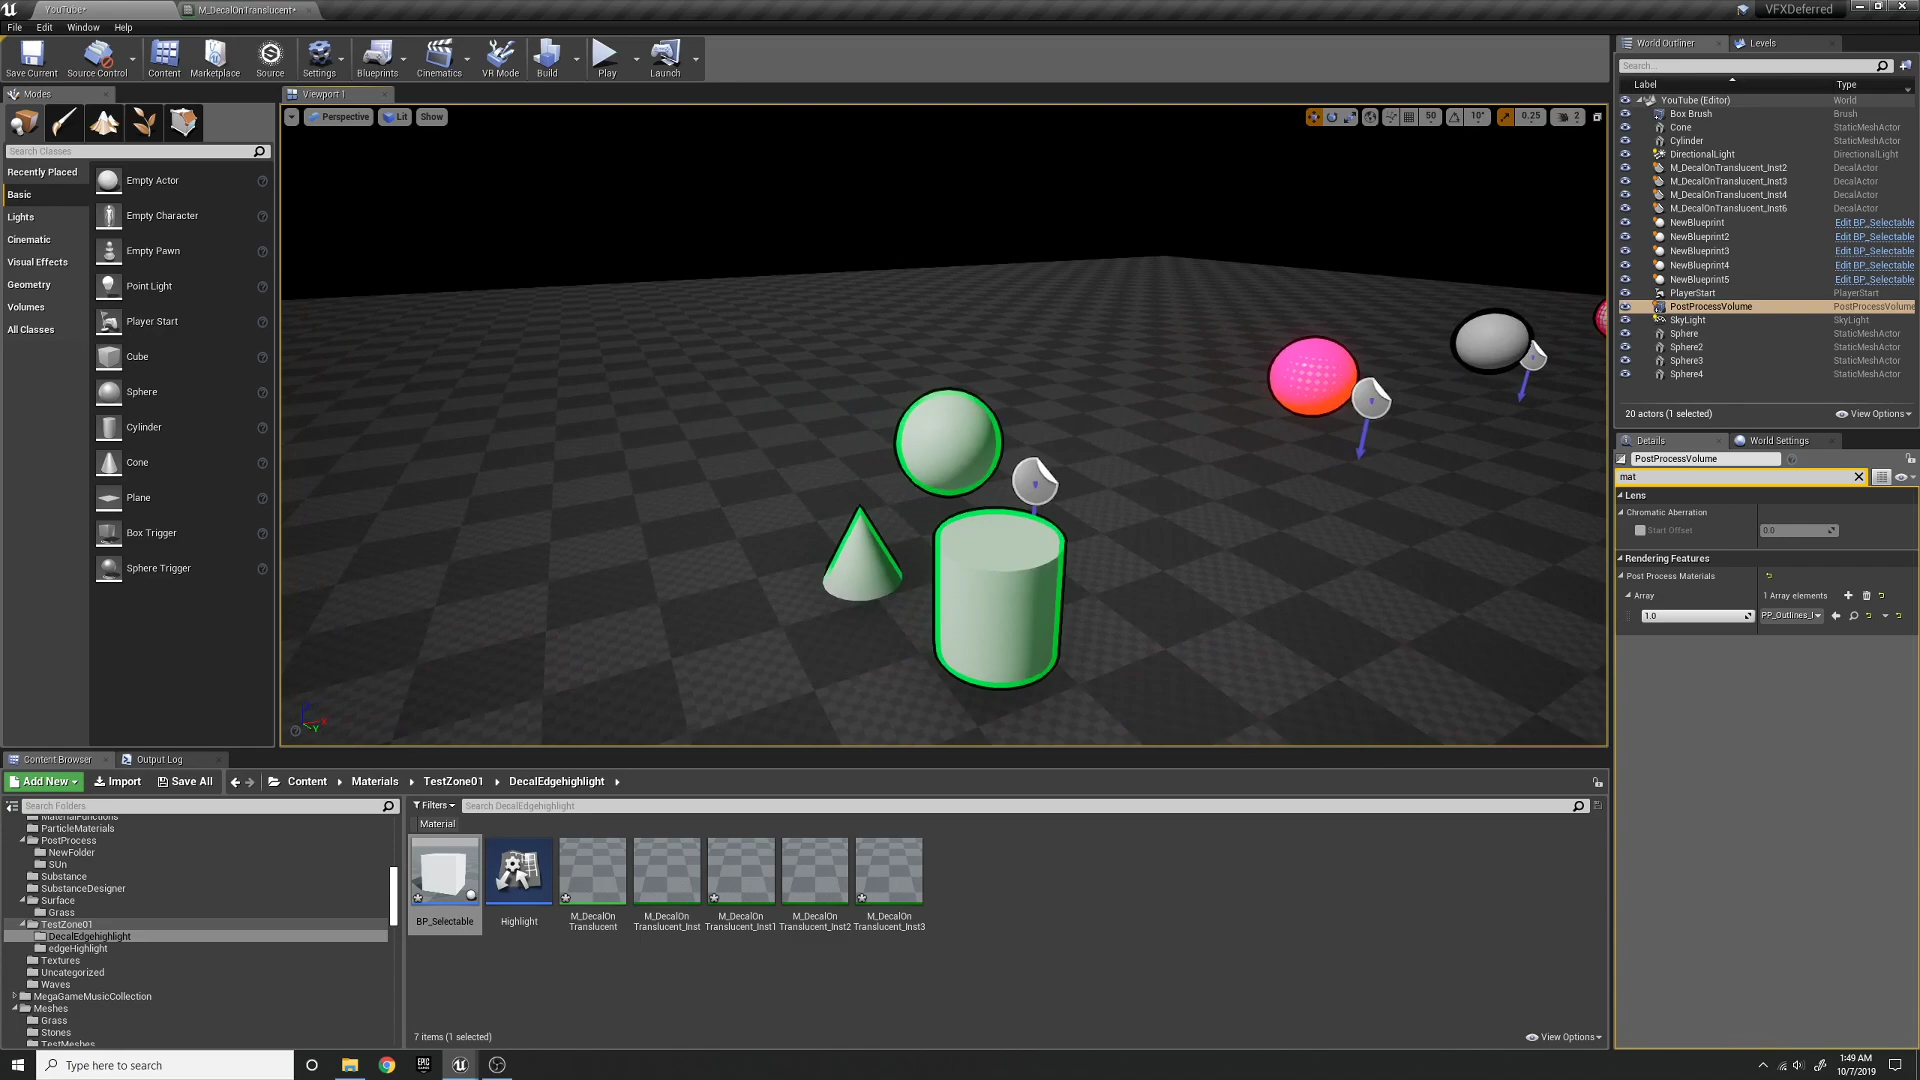 YouTube*
M_DecalOnTranslucent*
VFXDeferred
File Edit Window Help
Save Current Source Control Content Marketplace Source Settings Blueprints Cinematics VR Mode Build Play Launch
Modes
Search Classes
Recently Placed
Basic
Lights
Cinematic
Visual Effects
Geometry
Volumes
All Classes
Empty Actor
Empty Character
Empty Pawn
Point Light
Player Start
Cube
Sphere
Cylinder
Cone
Plane
Box Trigger
Sphere Trigger
Viewport 1
Perspective Lit Show
50 10° 0.25 2
X
Y
World Outliner Levels
Search...
Label Type
YouTube (Editor) World
Box Brush Brush
Cone StaticMeshActor
Cylinder StaticMeshActor
DirectionalLight DirectionalLight
M_DecalOnTranslucent_Inst2 DecalActor
M_DecalOnTranslucent_Inst3 DecalActor
M_DecalOnTranslucent_Inst4 DecalActor
M_DecalOnTranslucent_Inst6 DecalActor
NewBlueprint Edit BP_Selectable
NewBlueprint2 Edit BP_Selectable
NewBlueprint3 Edit BP_Selectable
NewBlueprint4 Edit BP_Selectable
NewBlueprint5 Edit BP_Selectable
PlayerStart PlayerStart
PostProcessVolume PostProcessVolume
SkyLight SkyLight
Sphere StaticMeshActor
Sphere2 StaticMeshActor
Sphere3 StaticMeshActor
Sphere4 StaticMeshActor
20 actors (1 selected) View Options
Details World Settings
PostProcessVolume
mat
Lens
Chromatic Aberration
Start Offset 0.0
Rendering Features
Post Process Materials
Array 1 Array elements
1.0 PP_Outlines_I
Content Browser Output Log
Add New Import Save All Content Materials TestZone01 DecalEdgehighlight
Search Folders
MaterialFunctions
ParticleMaterials
PostProcess
NewFolder
SUn
Substance
SubstanceDesigner
Surface
Grass
TestZone01
DecalEdgehighlight
edgeHighlight
Textures
Uncategorized
Waves
MegaGameMusicCollection
Meshes
Grass
Stones
TestMeshes
Filters Search DecalEdgehighlight
Material
BP_Selectable
Highlight
M_DecalOn
Translucent
M_DecalOn
Translucent_Inst
M_DecalOn
Translucent_Inst1
M_DecalOn
Translucent_Inst2
M_DecalOn
Translucent_Inst3
7 items (1 selected) View Options
Type here to search
EPIC
GAMES
1:49 AM
10/7/2019